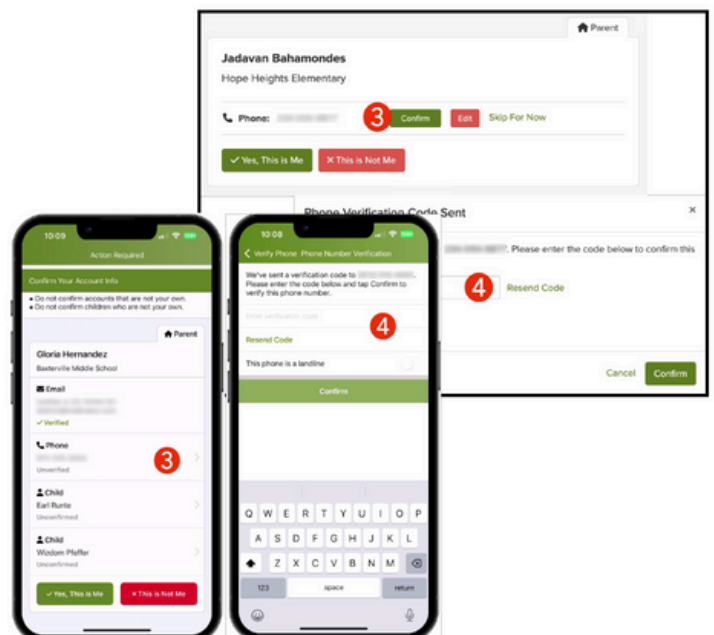 Parent
Jadavan Bahamondes
Hope Heights Elementary
Phone:
3
Confirm
Edit
Skip For Now
✓ Yes, This is Me
× This is Not Me
Phone Verification Code Sent
×
. Please enter the code below to confirm this
4
Resend Code
Cancel
Confirm
10:09
Action Required
Confirm Your Account Info
• Do not confirm accounts that are not your own.
• Do not confirm children who are not your own.
Parent
Gloria Hernandez
Baxterville Middle School
Email
✓ Verified
Phone
3
Unverified
Child
Earl Runte
Unconfirmed
Child
Wizdom Pfeffer
Unconfirmed
✓ Yes, This is Me
× This is Not Me
10:08
Verify Phone Phone Number Verification
We've sent a verification code to
Please enter the code below and tap Confirm to
verify this phone number.
Enter verification code
4
Resend Code
This phone is a landline
Confirm
Q W E R T Y U I O P
A S D F G H J K L
Z X C V B N M
123 space return